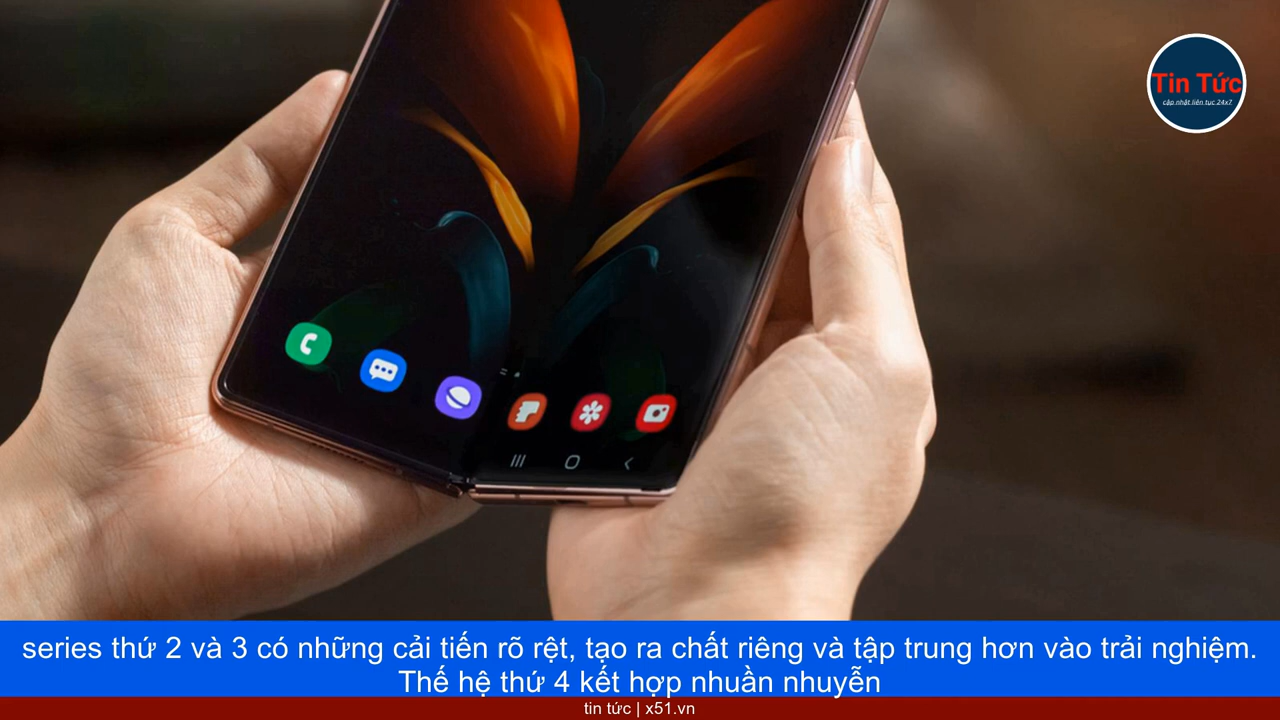 Tin Tức
cập nhật liên tục 24x7
series thứ 2 và 3 có những cải tiến rõ rệt, tạo ra chất riêng và tập trung hơn vào trải nghiệm.
Thế hệ thứ 4 kết hợp nhuần nhuyễn
tin tức | x51.vn